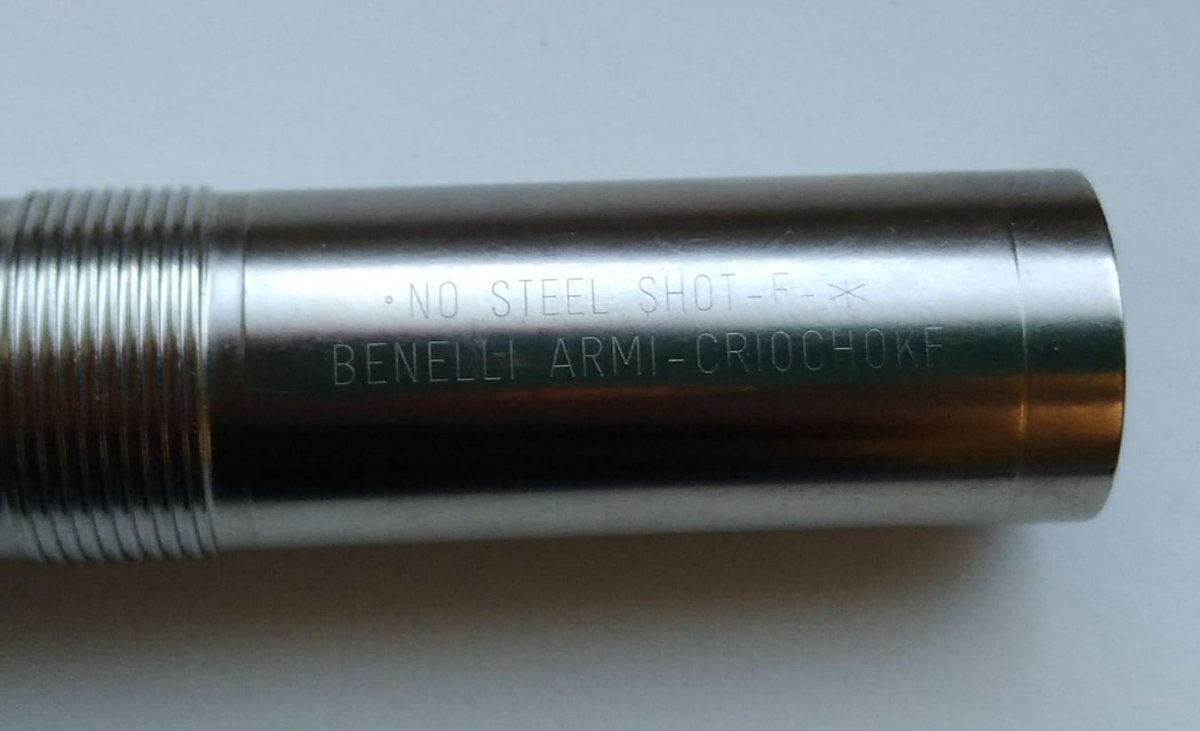 °NO STEEL SHOT-F-*
BENELLI ARMI-CRIOCHOKE